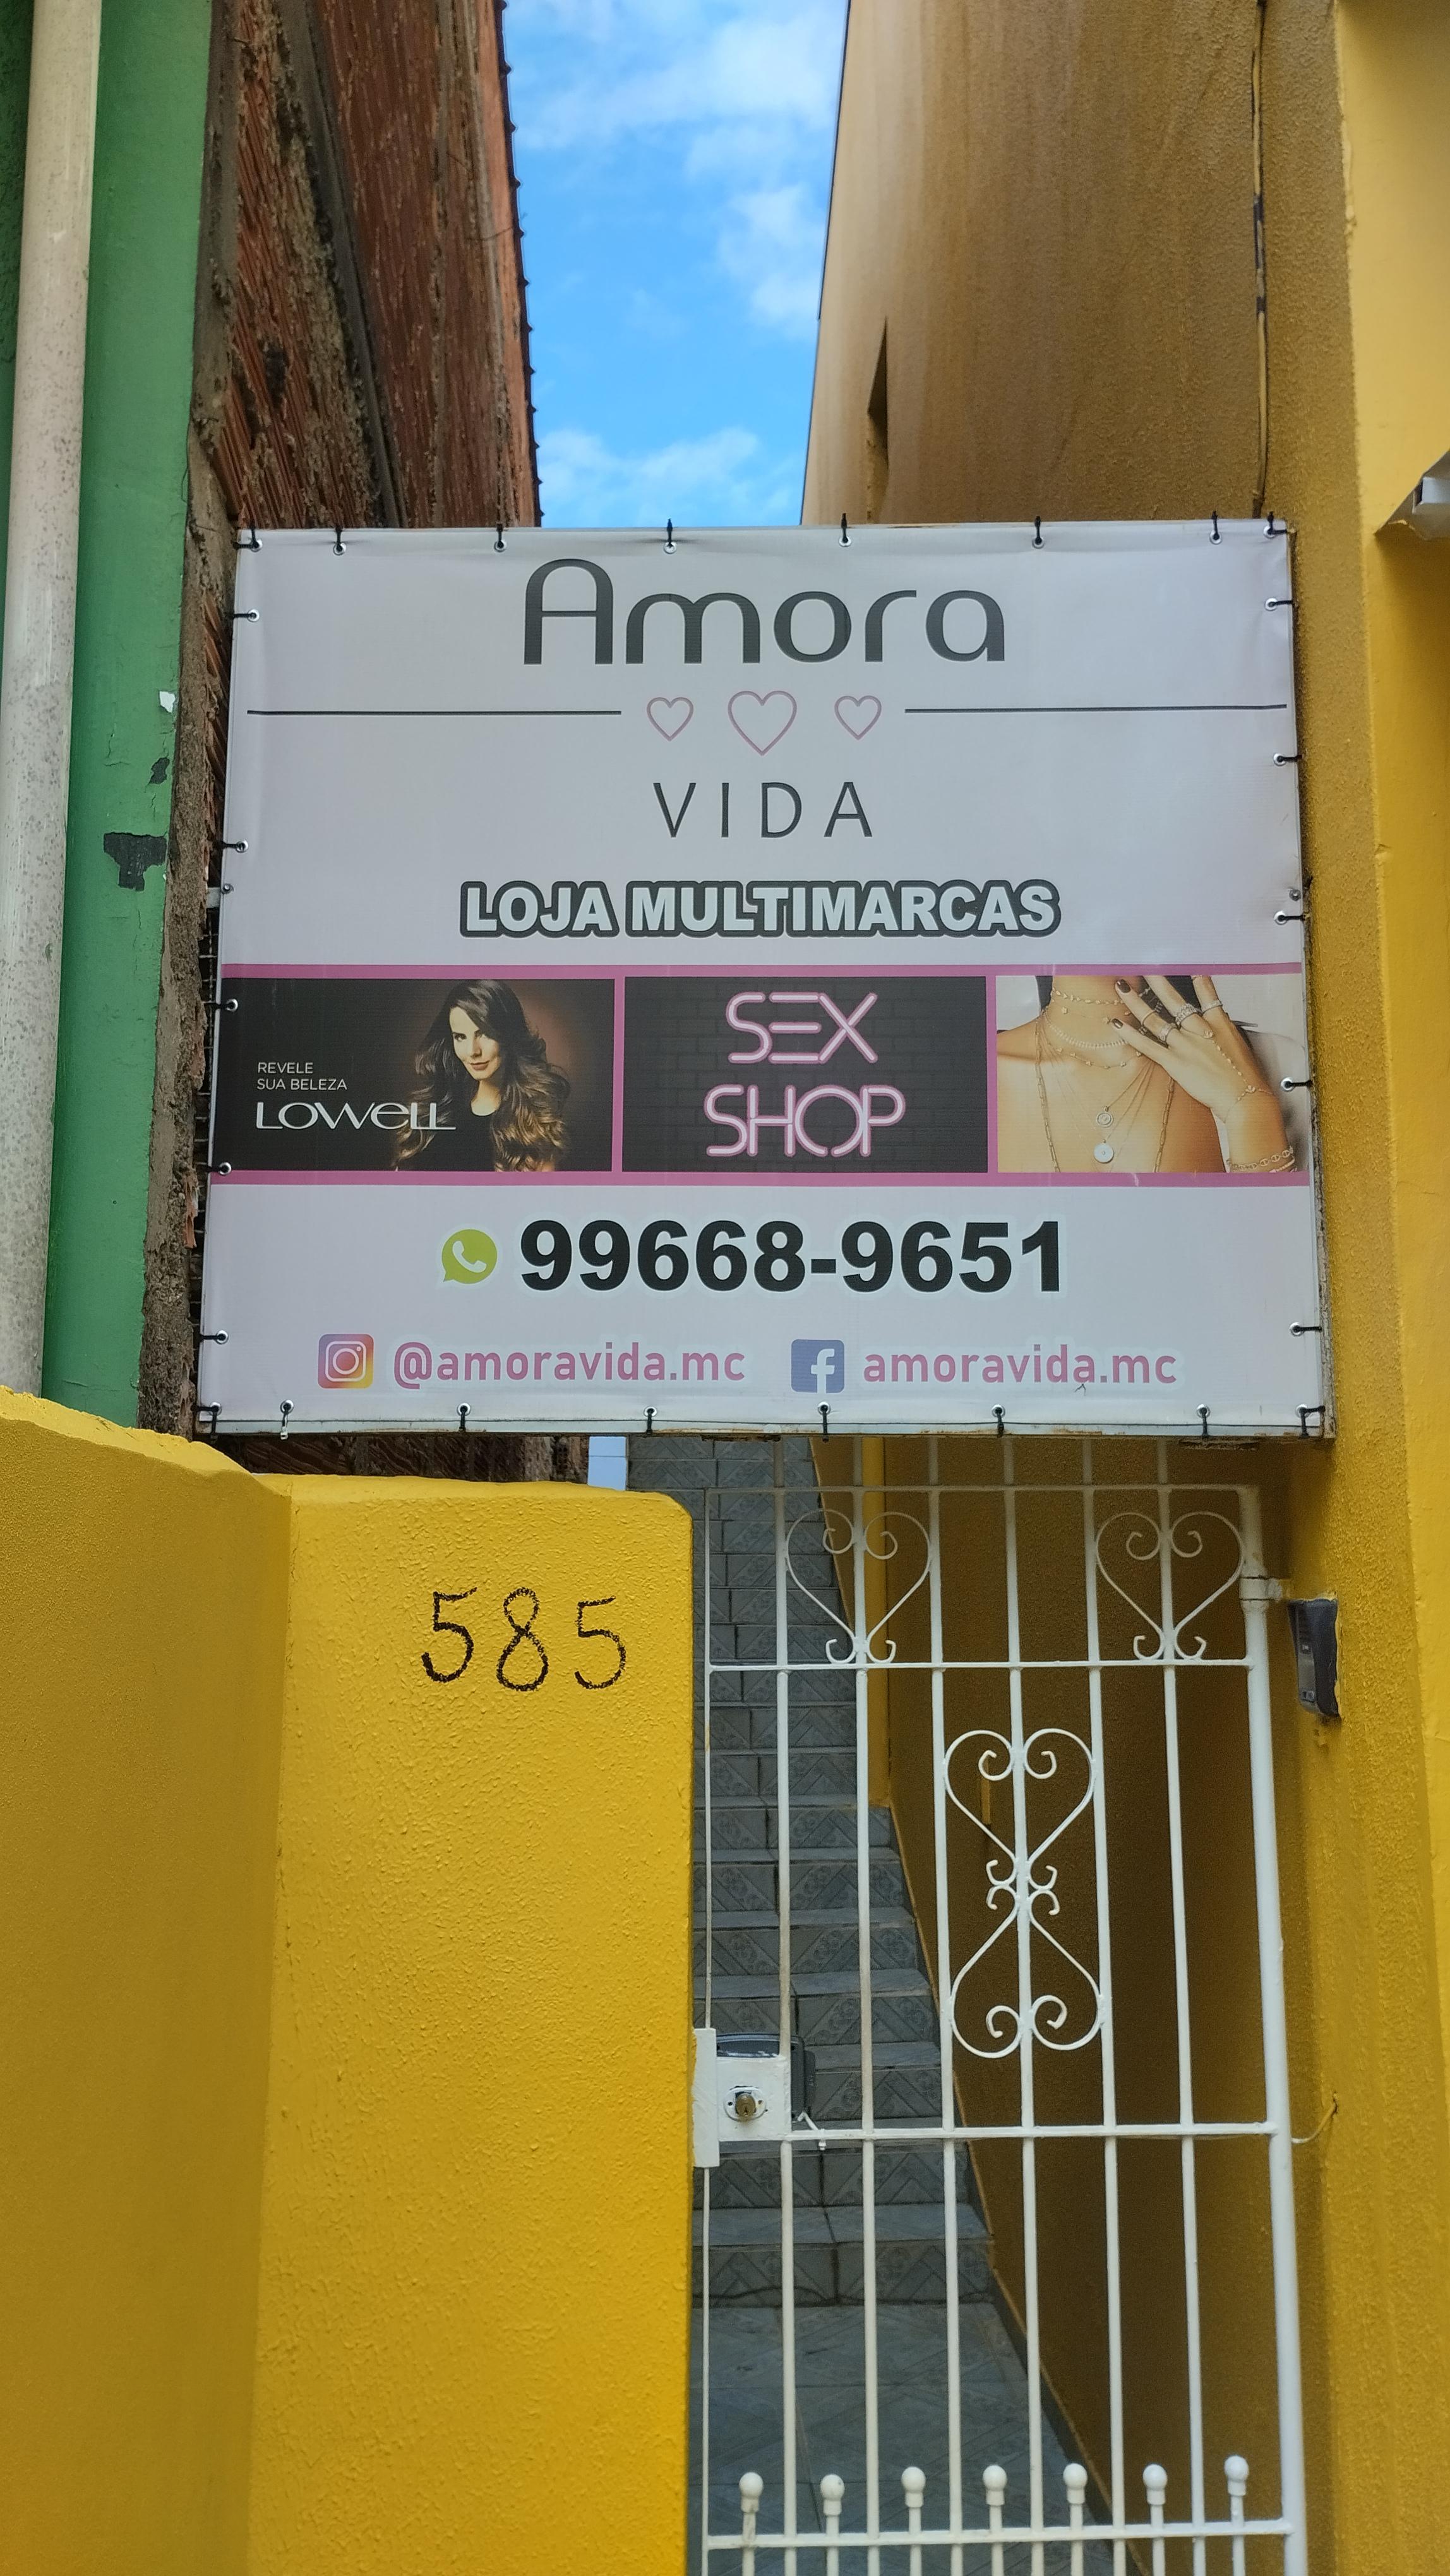 Amora
VIDA
LOJA MULTIMARCAS
REVELE
SUA BELEZA
LOWELL
SEX
SHOP
99668-9651
@amoravida.mc
amoravida.mc
585